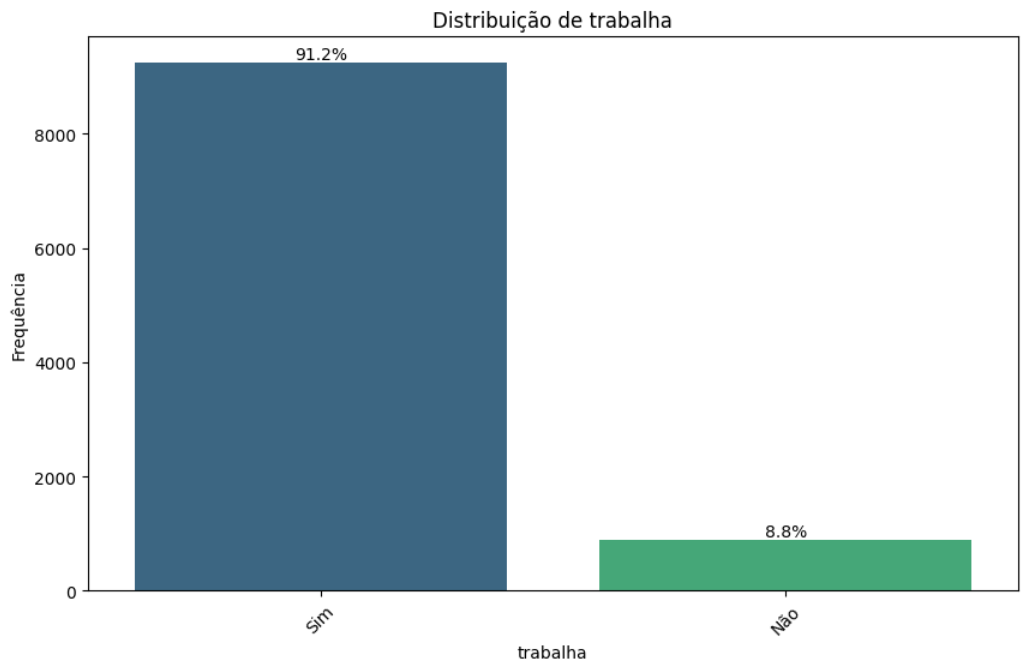 Distribuição de trabalha
91.2%
8.8%
8000
6000
4000
2000
0
Frequência
Sim
Não
trabalha